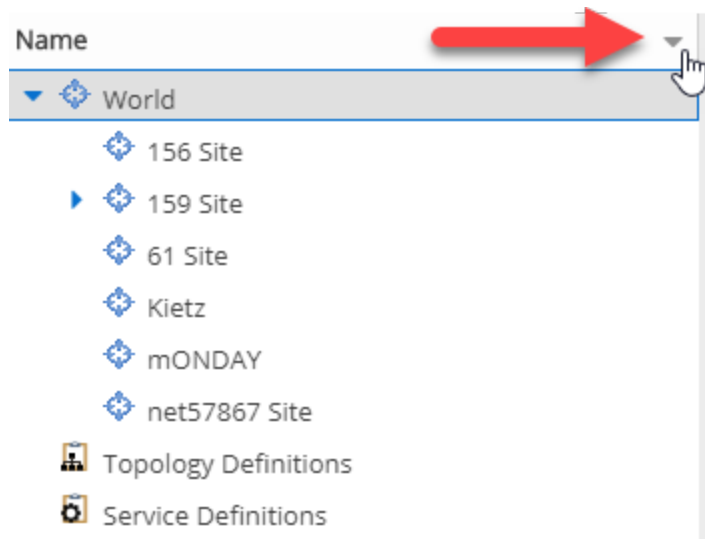 Name
World
156 Site
159 Site
61 Site
Kietz
mONDAY
net57867 Site
Topology Definitions
Service Definitions